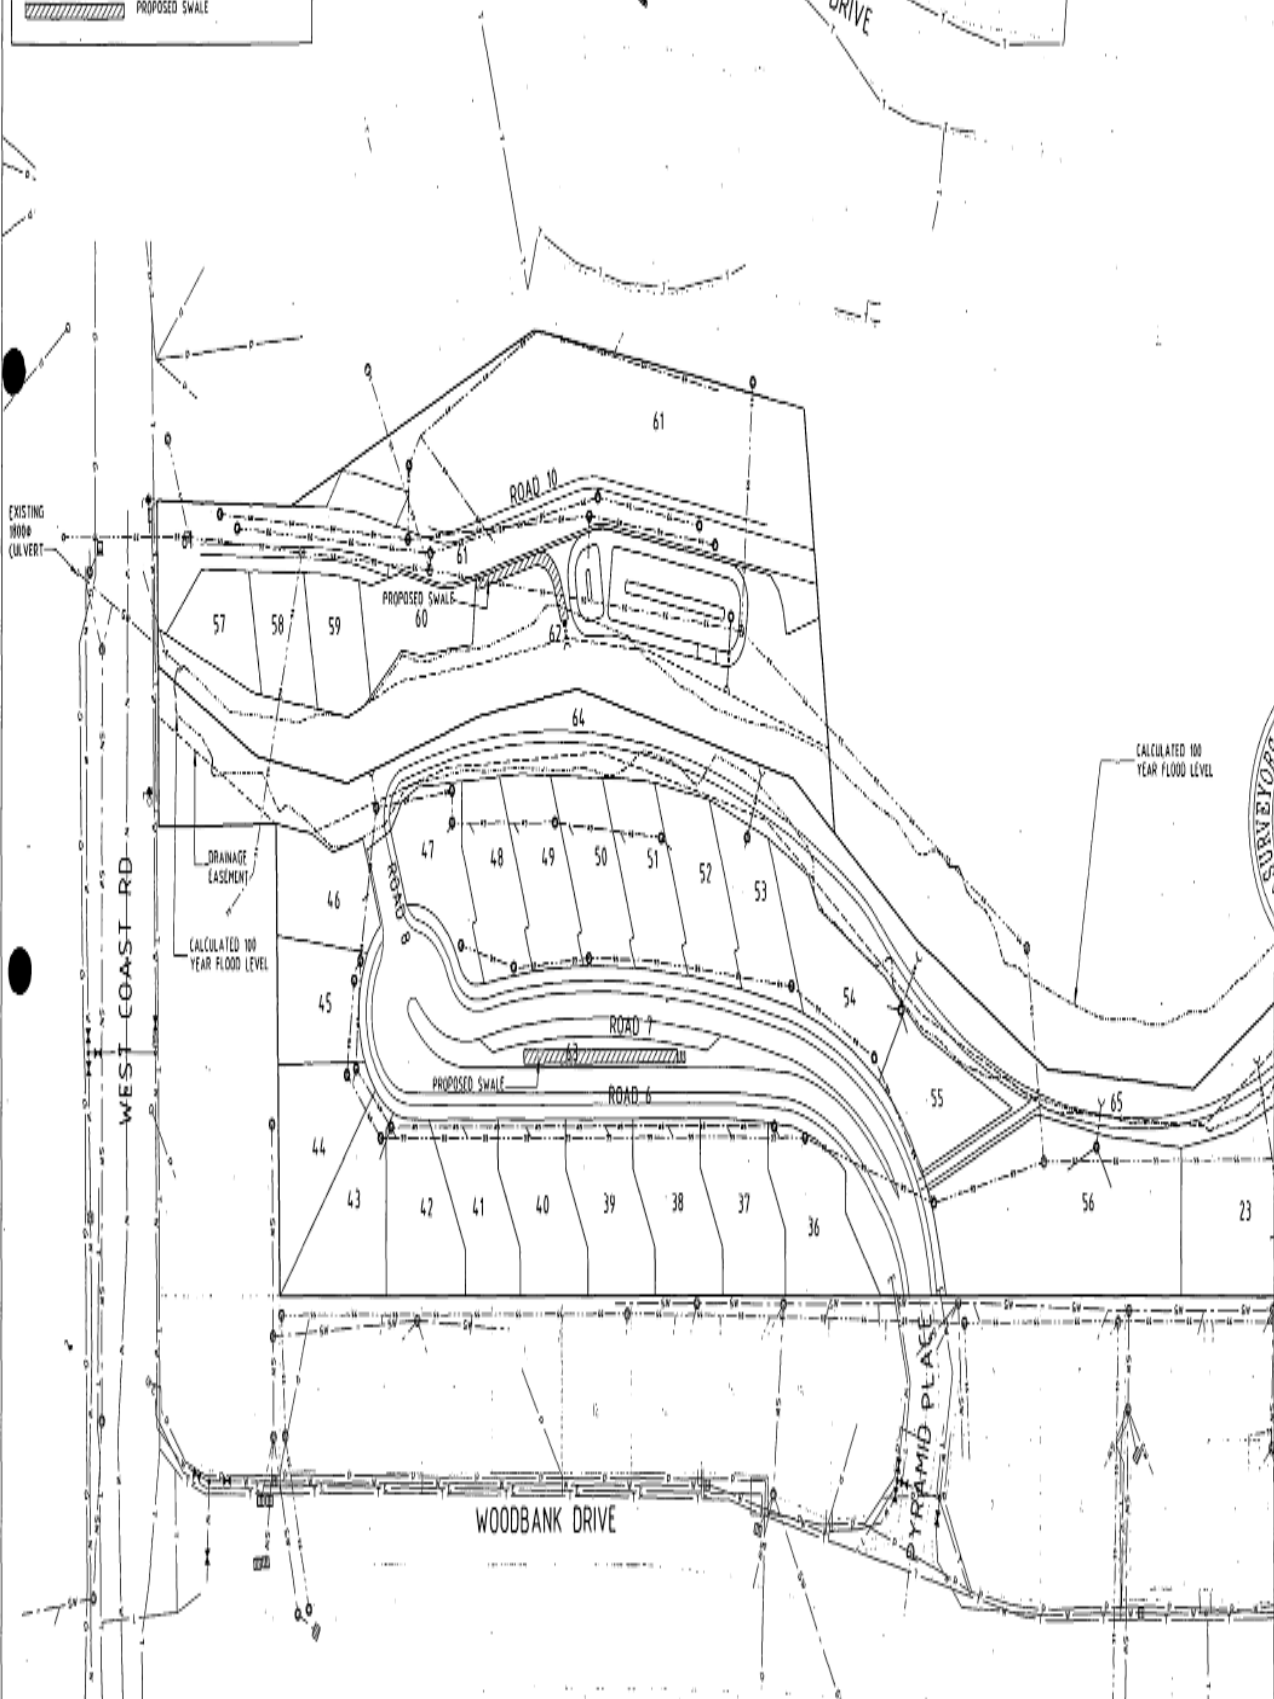 PROPOSED SWALE
DRIVE
61
ROAD 10
EXISTING
1800Φ
CULVERT
61
61
57
58
59
PROPOSED SWALE
60
62
64
CALCULATED 100
YEAR FLOOD LEVEL
SURVEYORS
47
48
49
50
51
52
53
DRAINAGE
EASEMENT
ROAD 8
46
WEST COAST RD
CALCULATED 100
YEAR FLOOD LEVEL
45
54
ROAD 7
63
PROPOSED SWALE
ROAD 6
55
65
44
43
42
41
40
39
38
37
36
56
23
PYRAMID PLACE
WOODBANK DRIVE